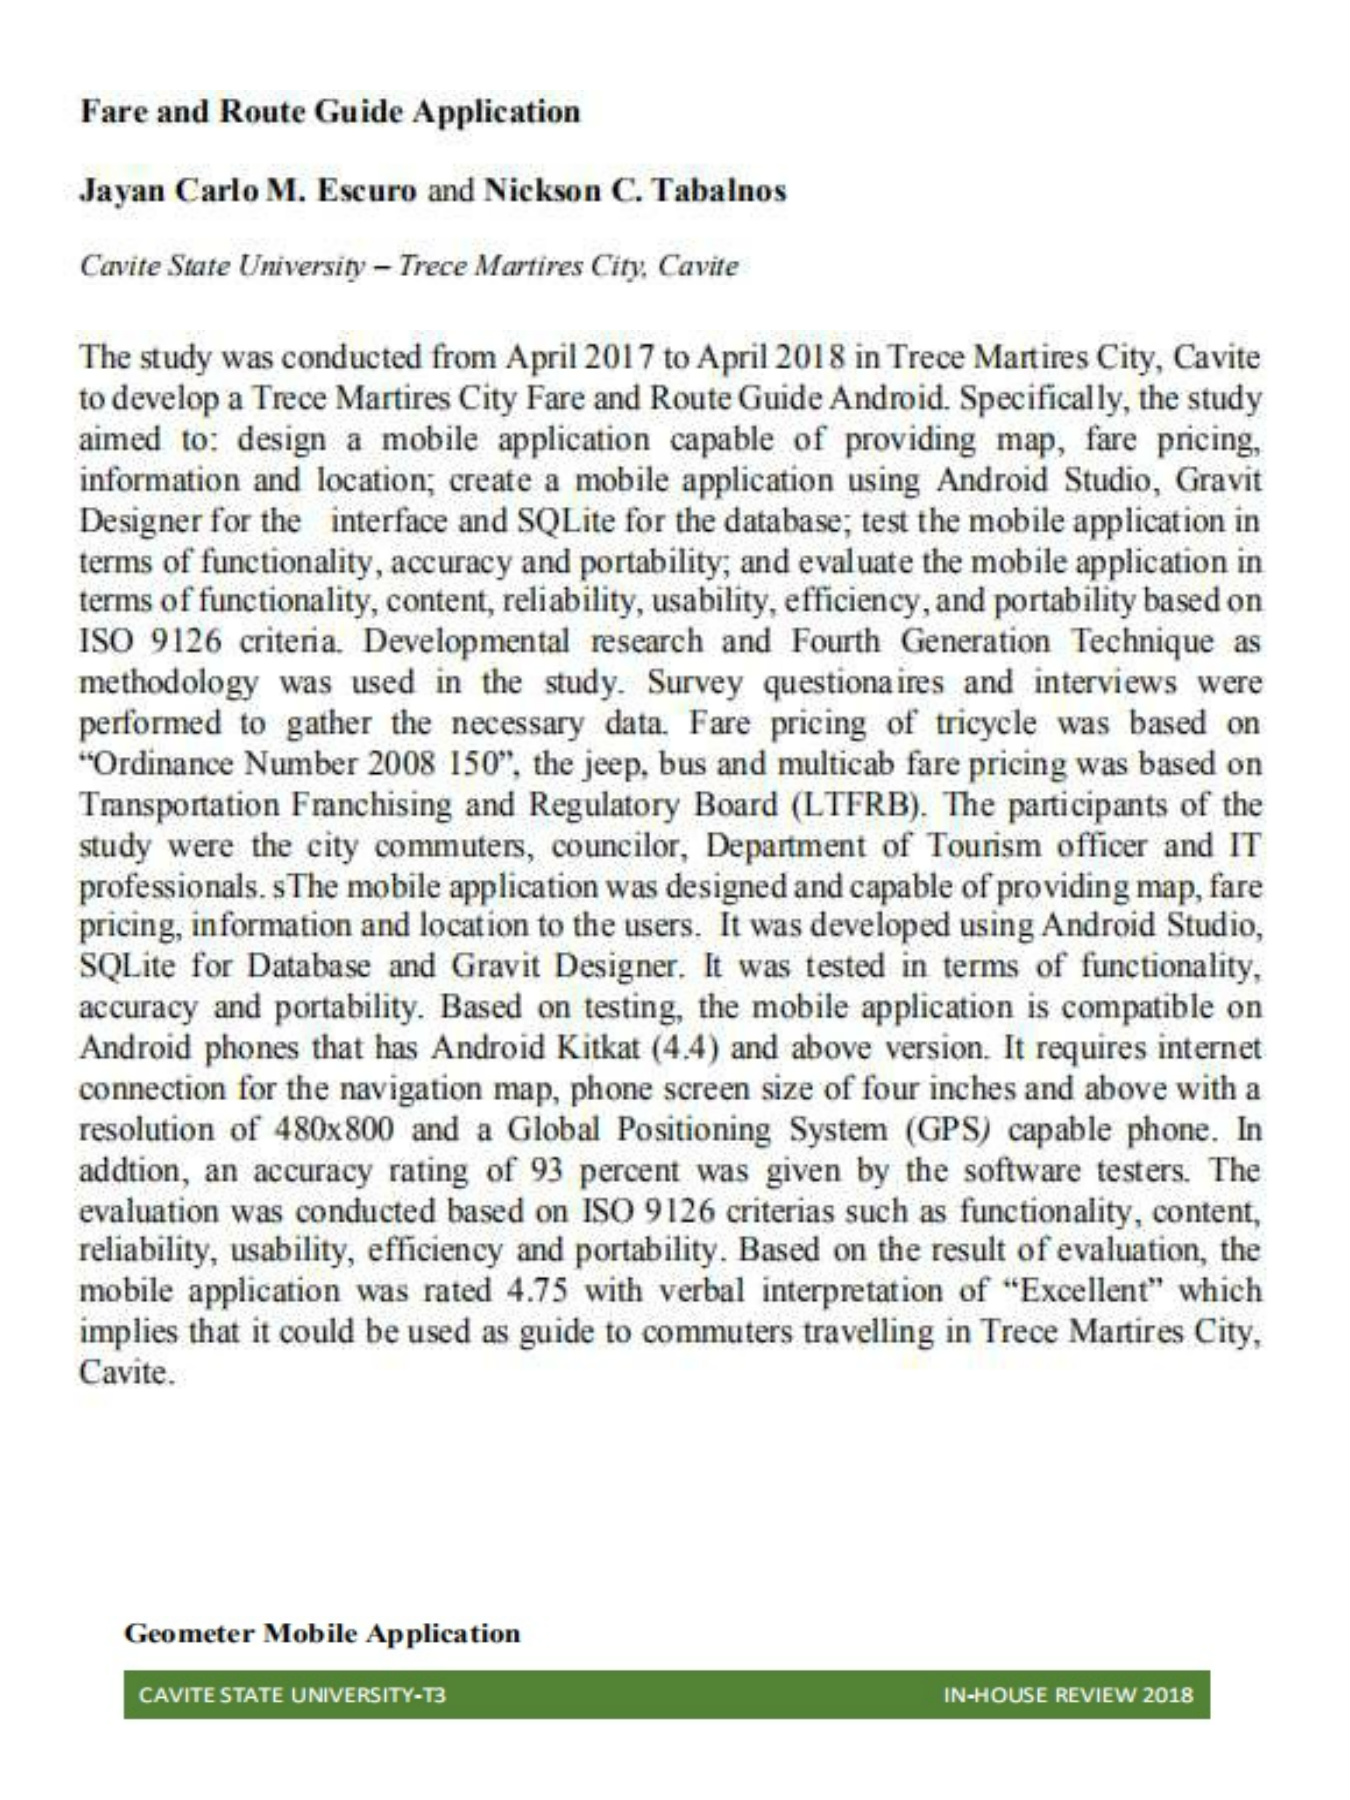 Fare and Route Guide Application
Jayan Carlo M. Escuro and Nickson C. Tabalnos
Cavite State University – Trece Martires City, Cavite
The study was conducted from April 2017 to April 2018 in Trece Martires City, Cavite
to develop a Trece Martires City Fare and Route Guide Android. Specifically, the study
aimed to: design a mobile application capable of providing map, fare pricing,
information and location; create a mobile application using Android Studio, Gravit
Designer for the interface and SQLite for the database; test the mobile application in
terms of functionality, accuracy and portability; and evaluate the mobile application in
terms of functionality, content, reliability, usability, efficiency, and portability based on
ISO 9126 criteria. Developmental research and Fourth Generation Technique as
methodology was used in the study. Survey questionaires and interviews were
performed to gather the necessary data. Fare pricing of tricycle was based on
“Ordinance Number 2008 150”, the jeep, bus and multicab fare pricing was based on
Transportation Franchising and Regulatory Board (LTFRB). The participants of the
study were the city commuters, councilor, Department of Tourism officer and IT
professionals. sThe mobile application was designed and capable of providing map, fare
pricing, information and location to the users. It was developed using Android Studio,
SQLite for Database and Gravit Designer. It was tested in terms of functionality,
accuracy and portability. Based on testing, the mobile application is compatible on
Android phones that has Android Kitkat (4.4) and above version. It requires internet
connection for the navigation map, phone screen size of four inches and above with a
resolution of 480x800 and a Global Positioning System (GPS) capable phone. In
addtion, an accuracy rating of 93 percent was given by the software testers. The
evaluation was conducted based on ISO 9126 criterias such as functionality, content,
reliability, usability, efficiency and portability. Based on the result of evaluation, the
mobile application was rated 4.75 with verbal interpretation of “Excellent” which
implies that it could be used as guide to commuters travelling in Trece Martires City,
Cavite.
Geometer Mobile Application
CAVITE STATE UNIVERSITY-T3 IN-HOUSE REVIEW 2018